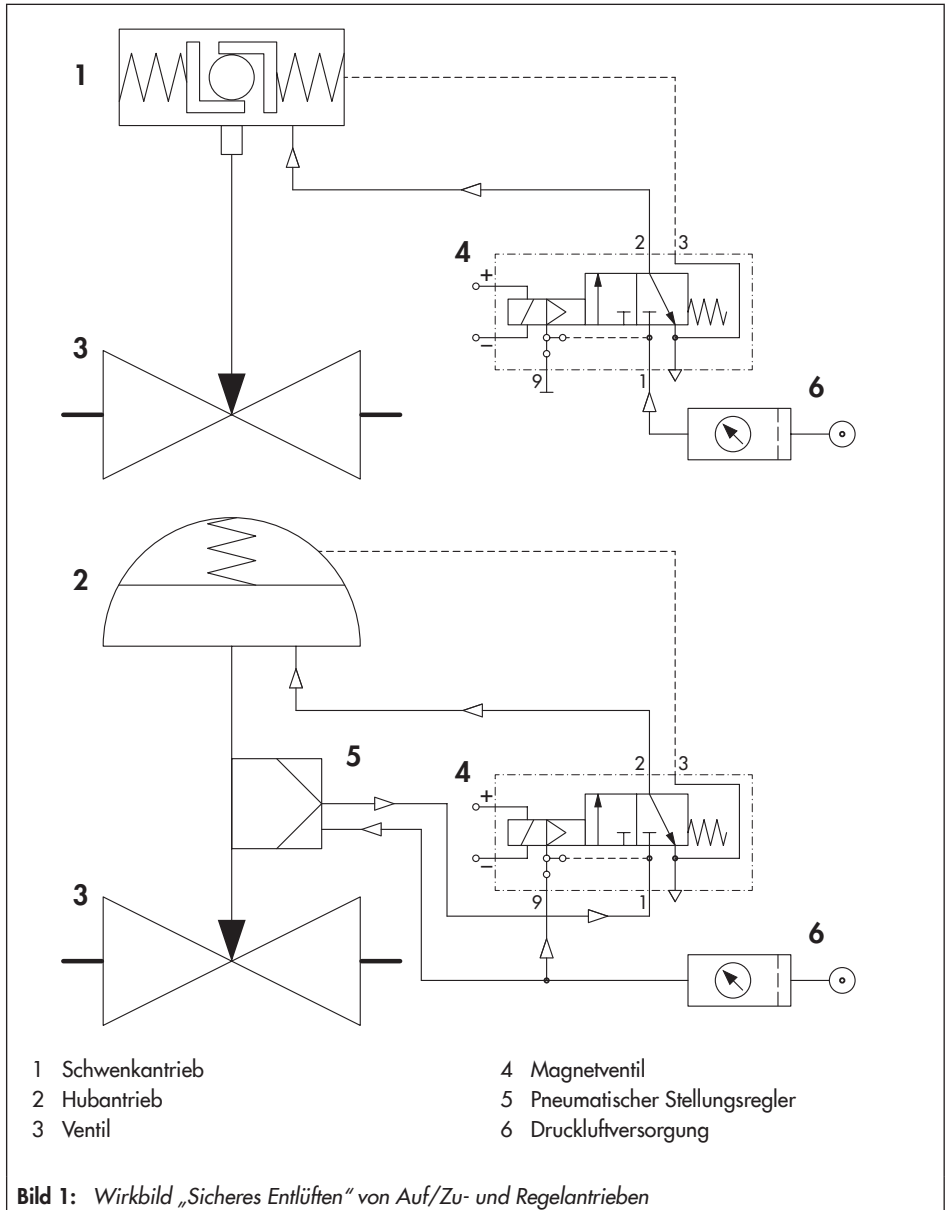 1
2 3
4
+
−
9 1
3
6
2
5
2 3
4
+
−
9 1
3
6
1 Schwenkantrieb
2 Hubantrieb
3 Ventil
4 Magnetventil
5 Pneumatischer Stellungsregler
6 Druckluftversorgung
Bild 1: Wirkbild „Sicheres Entlüften" von Auf/Zu- und Regelantrieben